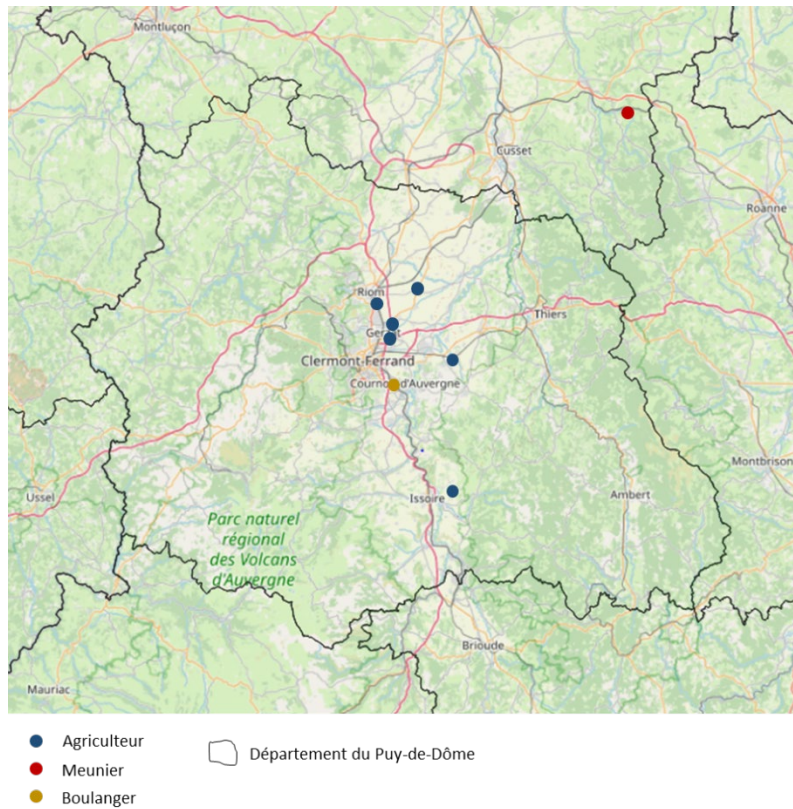 Montluçon
Cusset
Roanne
Riom
Thiers
Clermont-Ferrand
Cournon-d'Auvergne
Montbrison
Ussel
Issoire
Ambert
Parc naturel
régional
des Volcans
d'Auvergne
Brioude
Mauriac
Agriculteur
Département du Puy-de-Dôme
Meunier
Boulanger